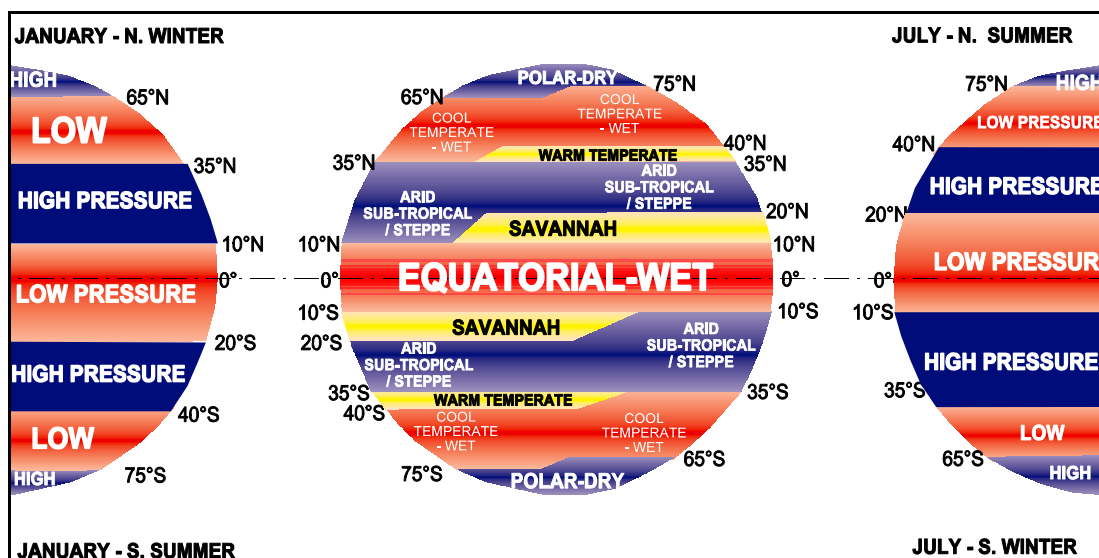 JANUARY - N. WINTER
HIGH
65°N
LOW
35°N
HIGH PRESSURE
10°N
0°
LOW PRESSURE
20°S
HIGH PRESSURE
40°S
LOW
75°S
HIGH
JANUARY - S. SUMMER
POLAR-DRY
75°N
65°N
COOL
TEMPERATE
- WET
COOL
TEMPERATE
- WET
40°N
35°N
WARM TEMPERATE
35°N
ARID
SUB-TROPICAL
/ STEPPE
ARID
SUB-TROPICAL
/ STEPPE
20°N
SAVANNAH
10°N
10°N
0°
EQUATORIAL-WET
0°
10°S
10°S
SAVANNAH
20°S
ARID
SUB-TROPICAL
/ STEPPE
ARID
SUB-TROPICAL
/ STEPPE
35°S
35°S
40°S
WARM TEMPERATE
COOL
TEMPERATE
- WET
COOL
TEMPERATE
- WET
75°S
65°S
POLAR-DRY
JULY - N. SUMMER
75°N
HIGH
LOW PRESSURE
40°N
HIGH PRESSURE
20°N
LOW PRESSURE
0°
10°S
HIGH PRESSURE
35°S
LOW
65°S
HIGH
JULY - S. WINTER